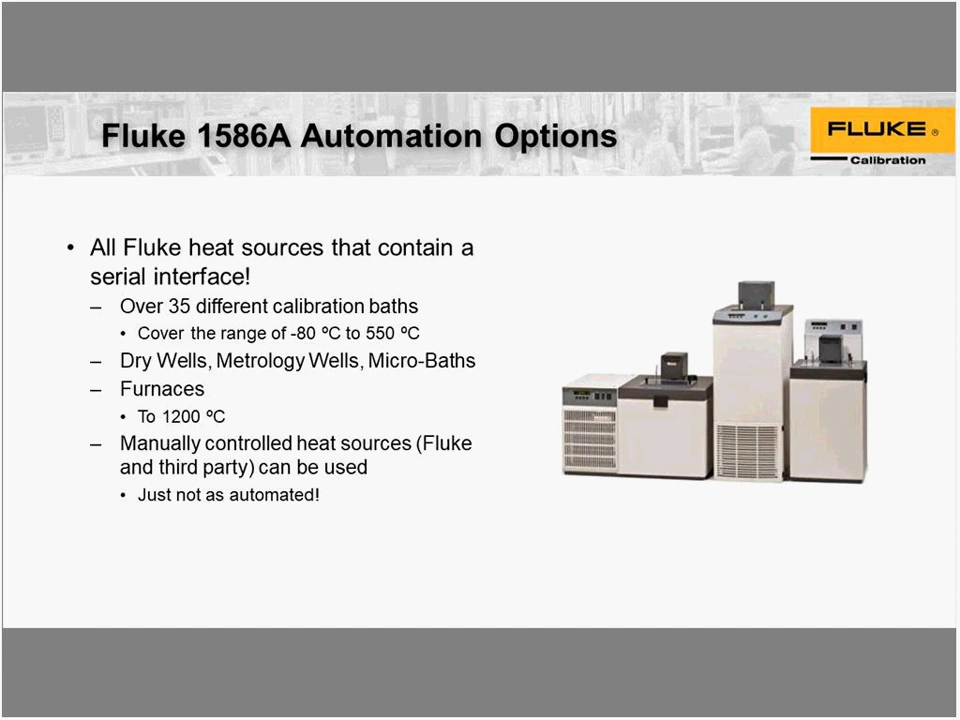 Fluke 1586A Automation Options
FLUKE®
Calibration
• All Fluke heat sources that contain a
serial interface!
– Over 35 different calibration baths
• Cover the range of -80 ºC to 550 ºC
– Dry Wells, Metrology Wells, Micro-Baths
– Furnaces
• To 1200 ºC
– Manually controlled heat sources (Fluke
and third party) can be used
• Just not as automated!